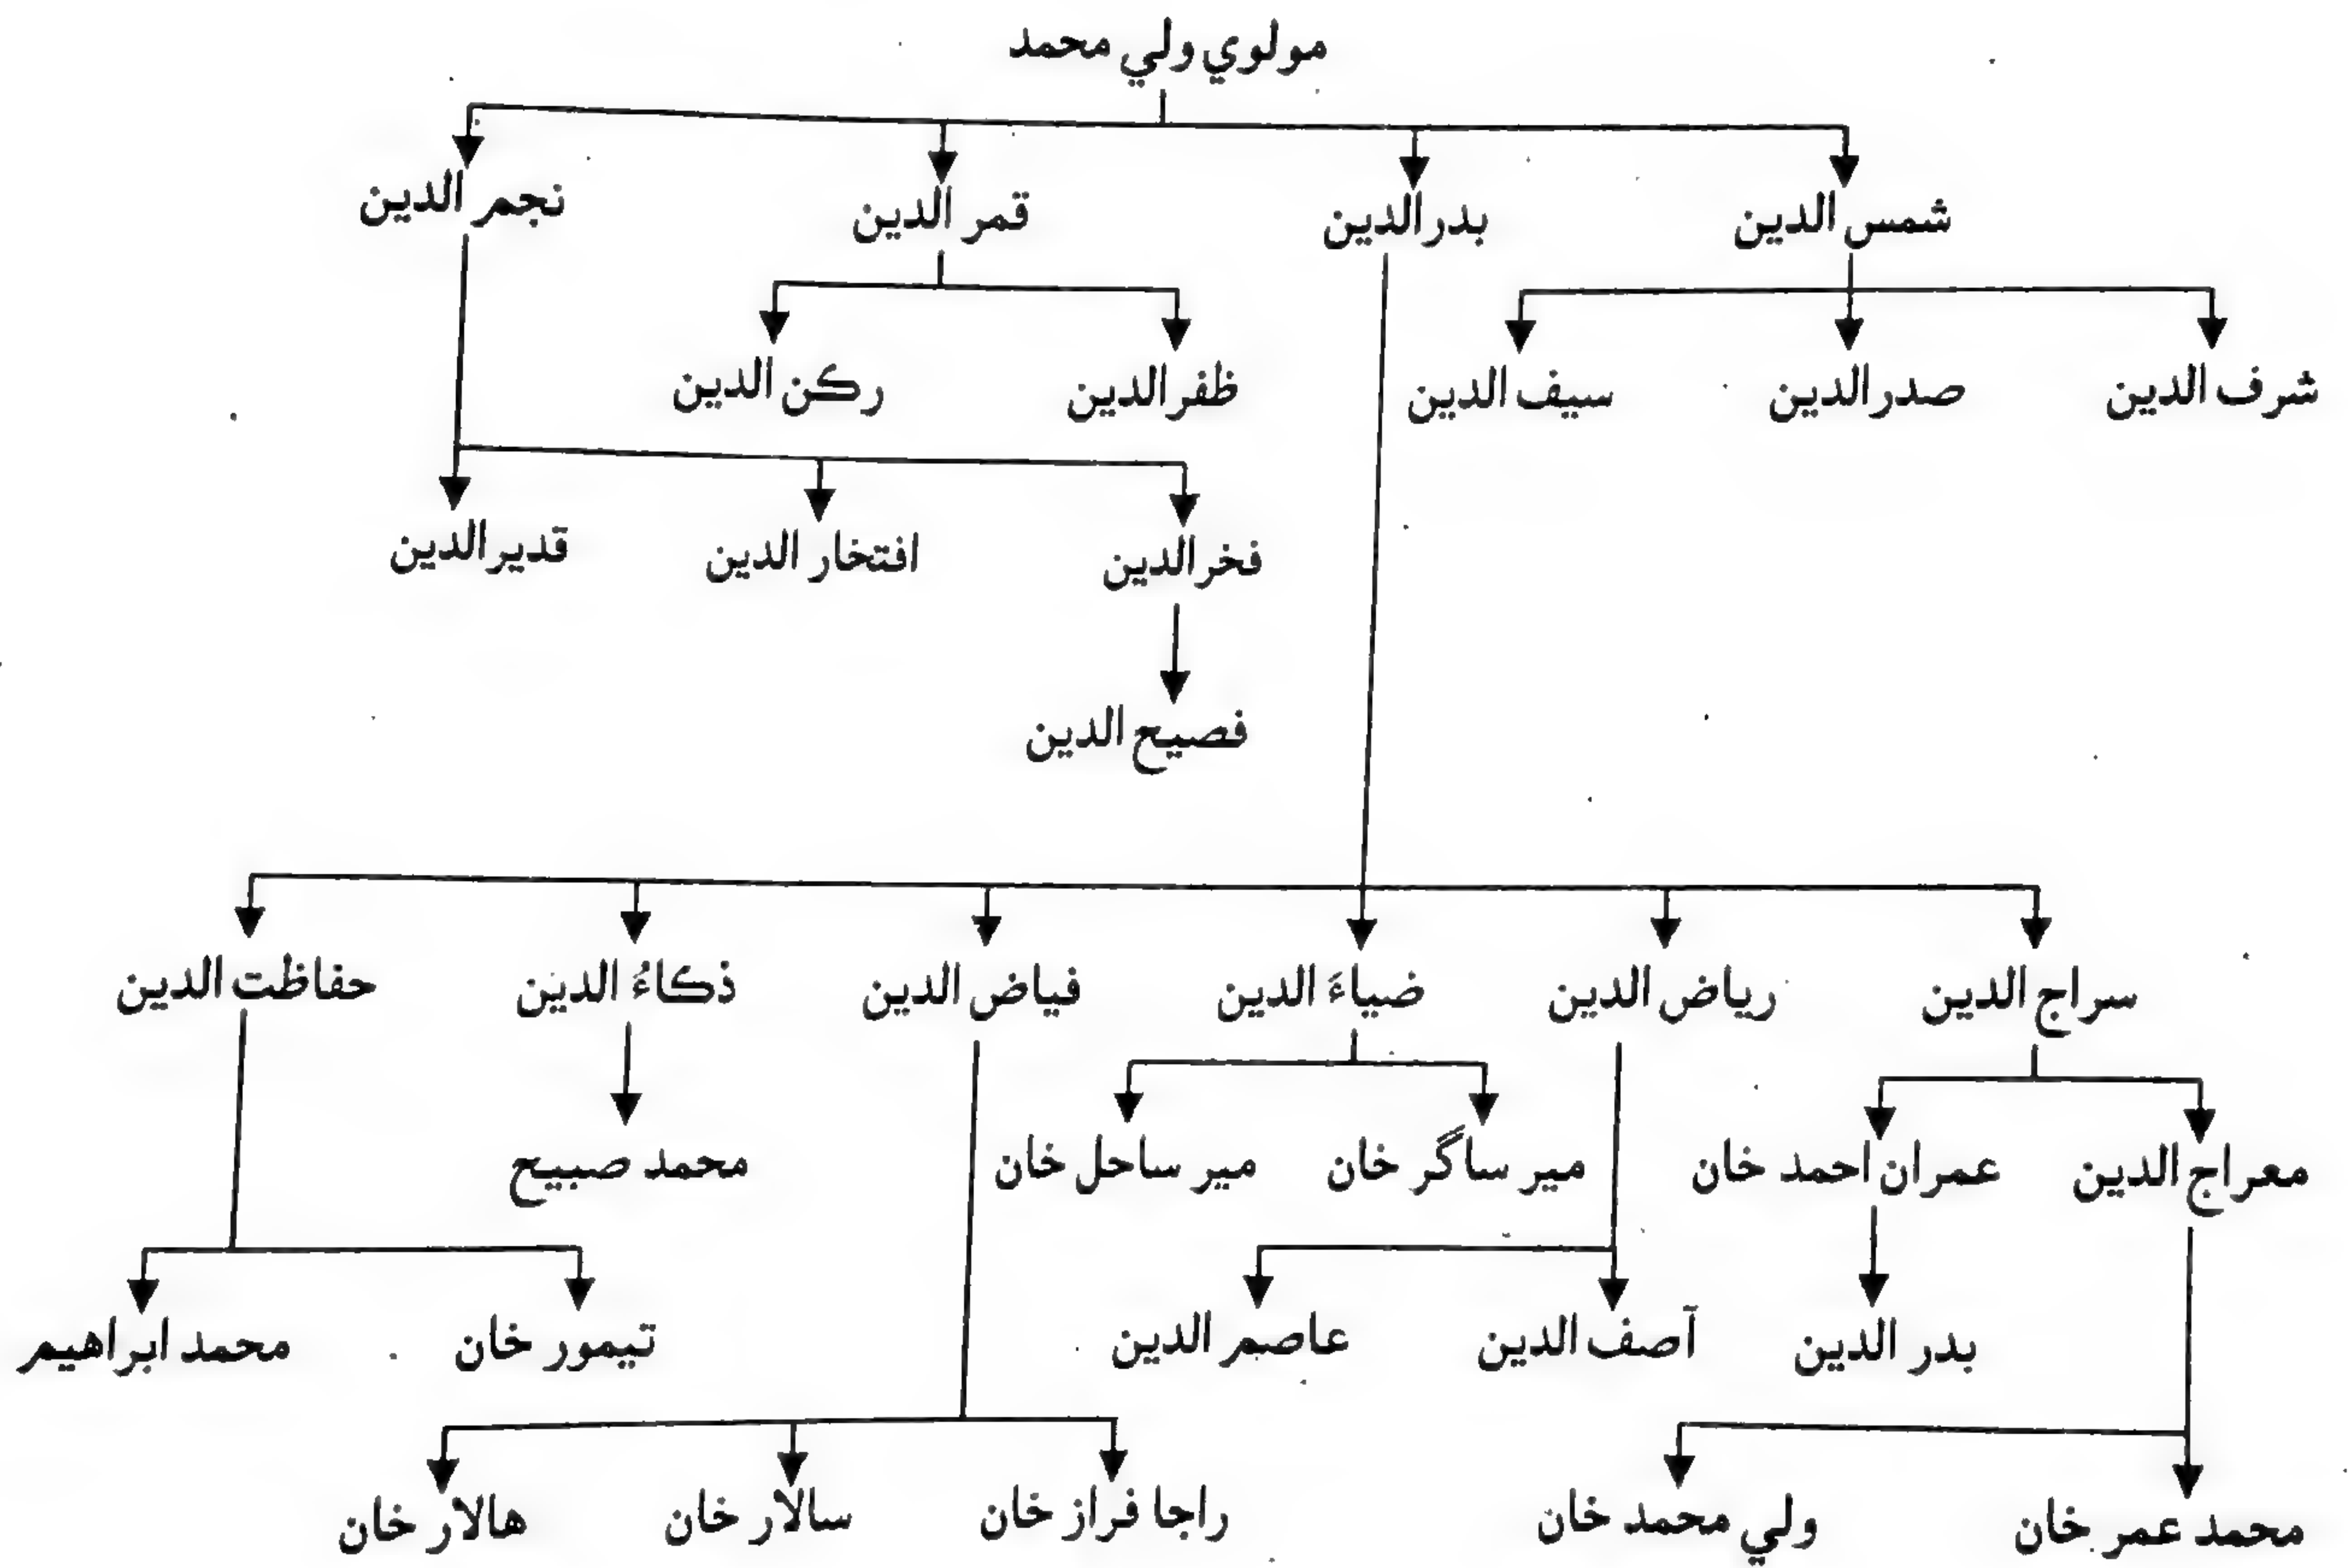 مولوي ولي محمد
شمس الدين بدرالدين قمر الدين نجم الدين
شرف الدين صدرالدين سيف الدين ظفرالدين ركن الدين
فخرالدين افتخار الدين قديرالدين
فصيح الدين
سراج الدين رياض الدين ضياءَ الدين فياض الدين ذكاءُ الدين حفاظت الدين
معراج الدين عمران احمد خان مير ساگر خان مير ساحل خان محمد صبيح
بدر الدين آصف الدين عاصم الدين تيمور خان محمد ابراهيم
محمد عمر خان ولي محمد خان راجا فراز خان سالار خان هالار خان